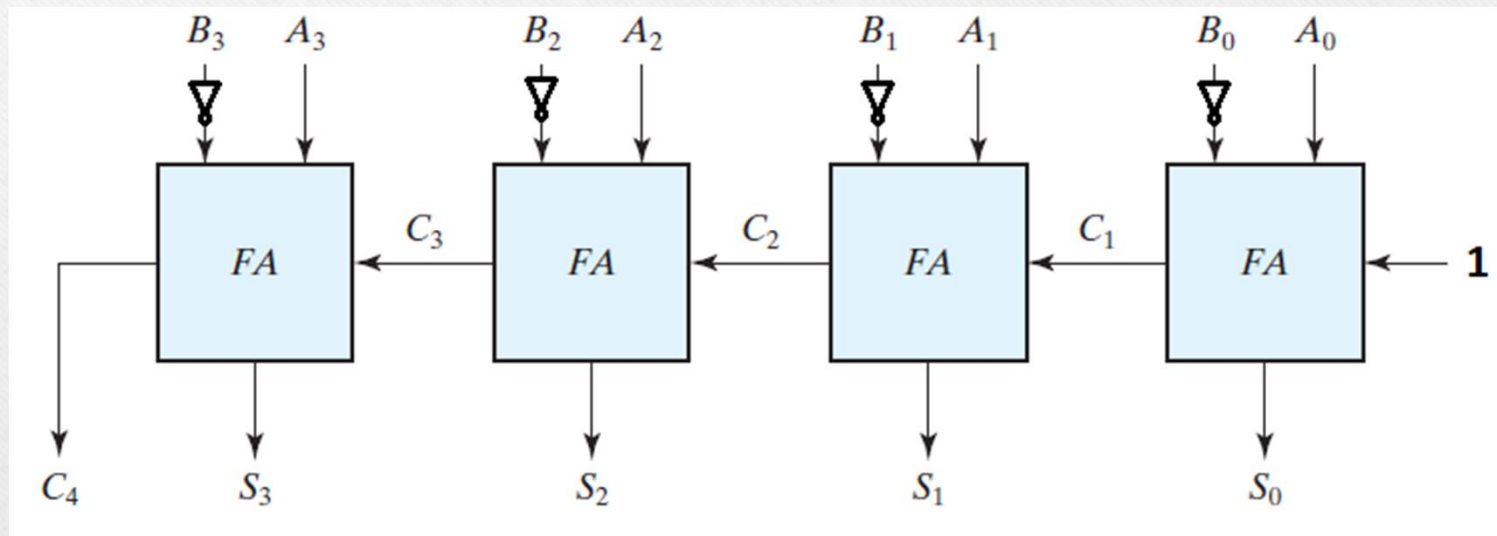 B₃ A₃ B₂ A₂ B₁ A₁ B₀ A₀
C₃ C₂ C₁
FA FA FA FA 1
C₄ S₃ S₂ S₁ S₀